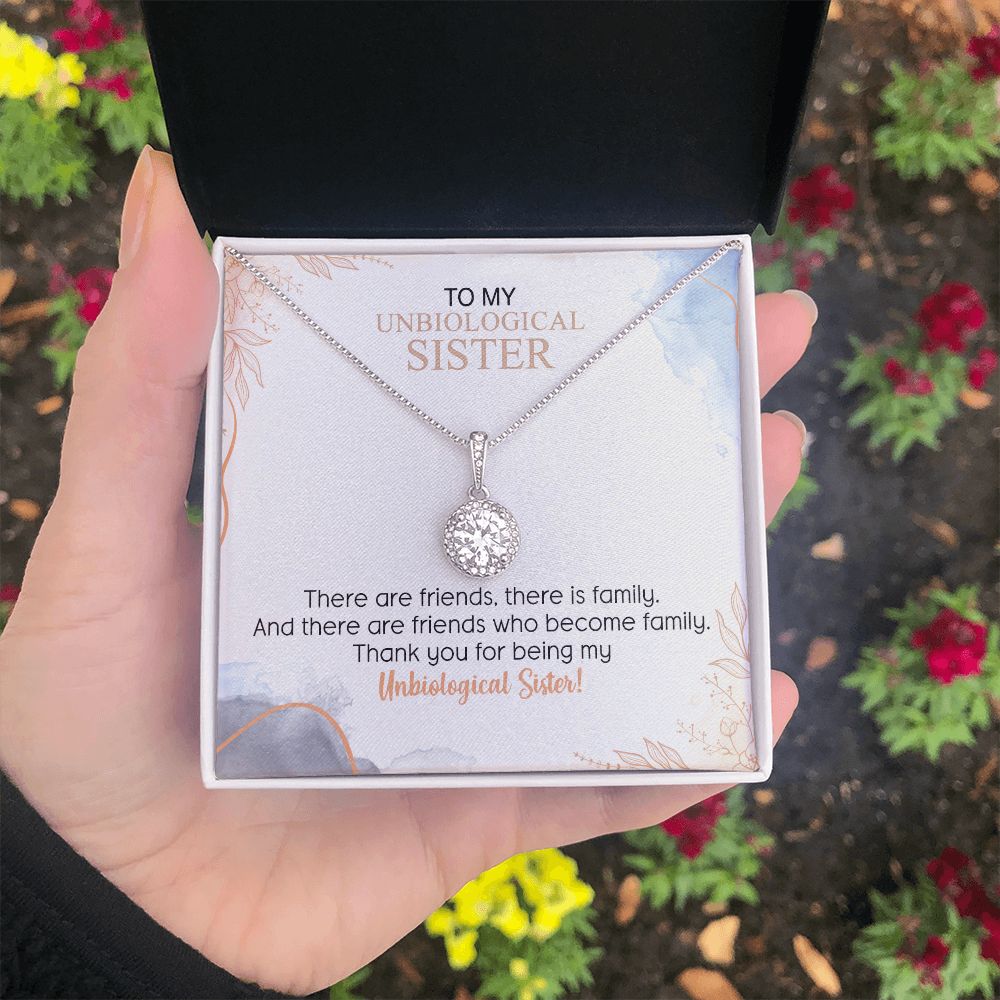 TO MY
UNBIOLOGICAL
SISTER
There are friends, there is family.
And there are friends who become family.
Thank you for being my
Unbiological Sister!